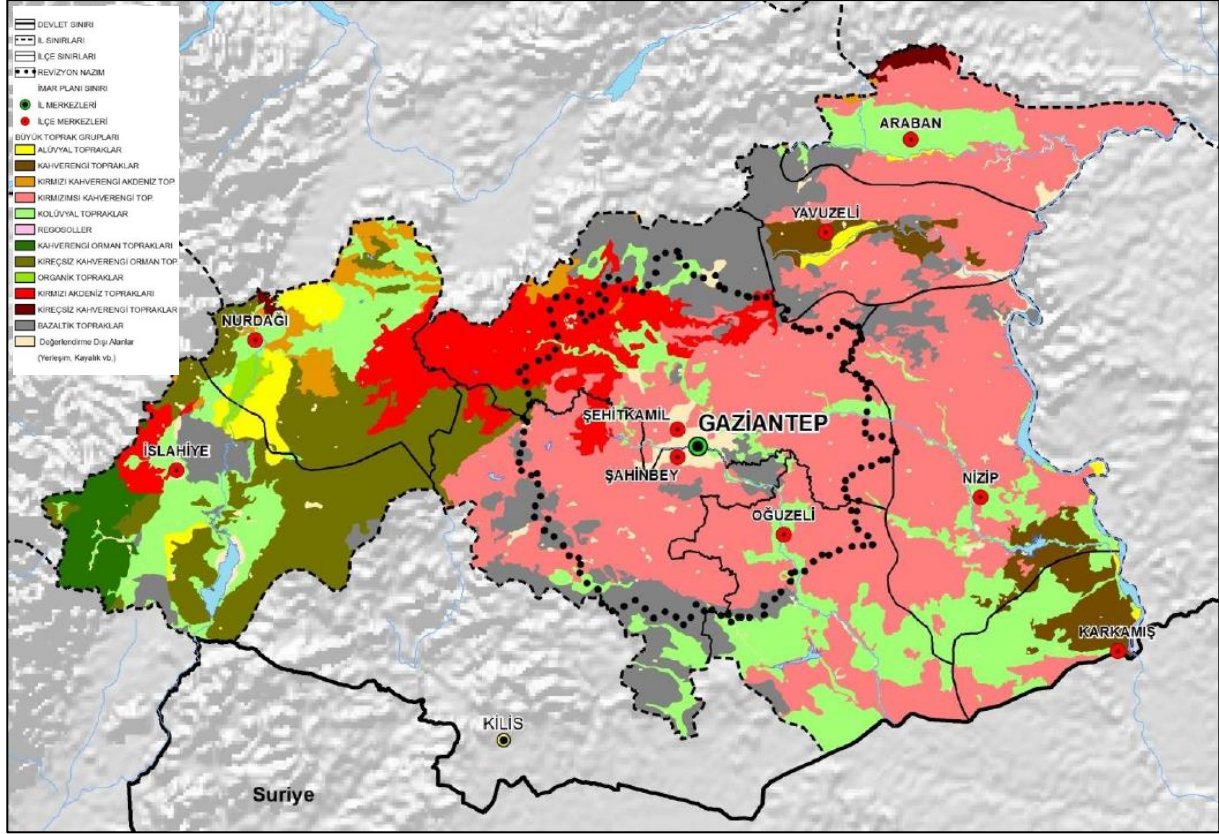 DEVLET SINIRI
İL SINIRLARI
İLÇE SINIRLARI
REVİZYON NAZIM
İMAR PLANI SINIRI
İL MERKEZLERİ
İLÇE MERKEZLERİ
BÜYÜK TOPRAK GRUPLARI
ALÜVYAL TOPRAKLAR
KAHVERENGİ TOPRAKLAR
KIRMIZI KAHVERENGİ AKDENİZ TOP
KIRMIZIMSI KAHVERENGİ TOP.
KOLÜVYAL TOPRAKLAR
REGOSOLLER
KAHVERENGİ ORMAN TOPRAKLARI
KİREÇSİZ KAHVERENGİ ORMAN TOP
ORGANİK TOPRAKLAR
KIRMIZI AKDENİZ TOPRAKLARI
KİREÇSİZ KAHVERENGİ TOPRAKLAR
BAZALTİK TOPRAKLAR
Değerlendirme Dışı Alanlar
(Yerleşim, Kayalık vb.)
ARABAN
YAVUZELİ
NURDAĞI
ŞEHİTKAMİL
GAZİANTEP
İSLAHİYE
ŞAHİNBEY
NİZİP
OĞUZELİ
KARKAMIŞ
KİLİS
Suriye